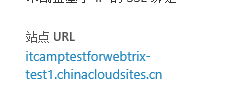 站点 URL
itcamptestforwebtrix-
test1.chinacloudsites.cn